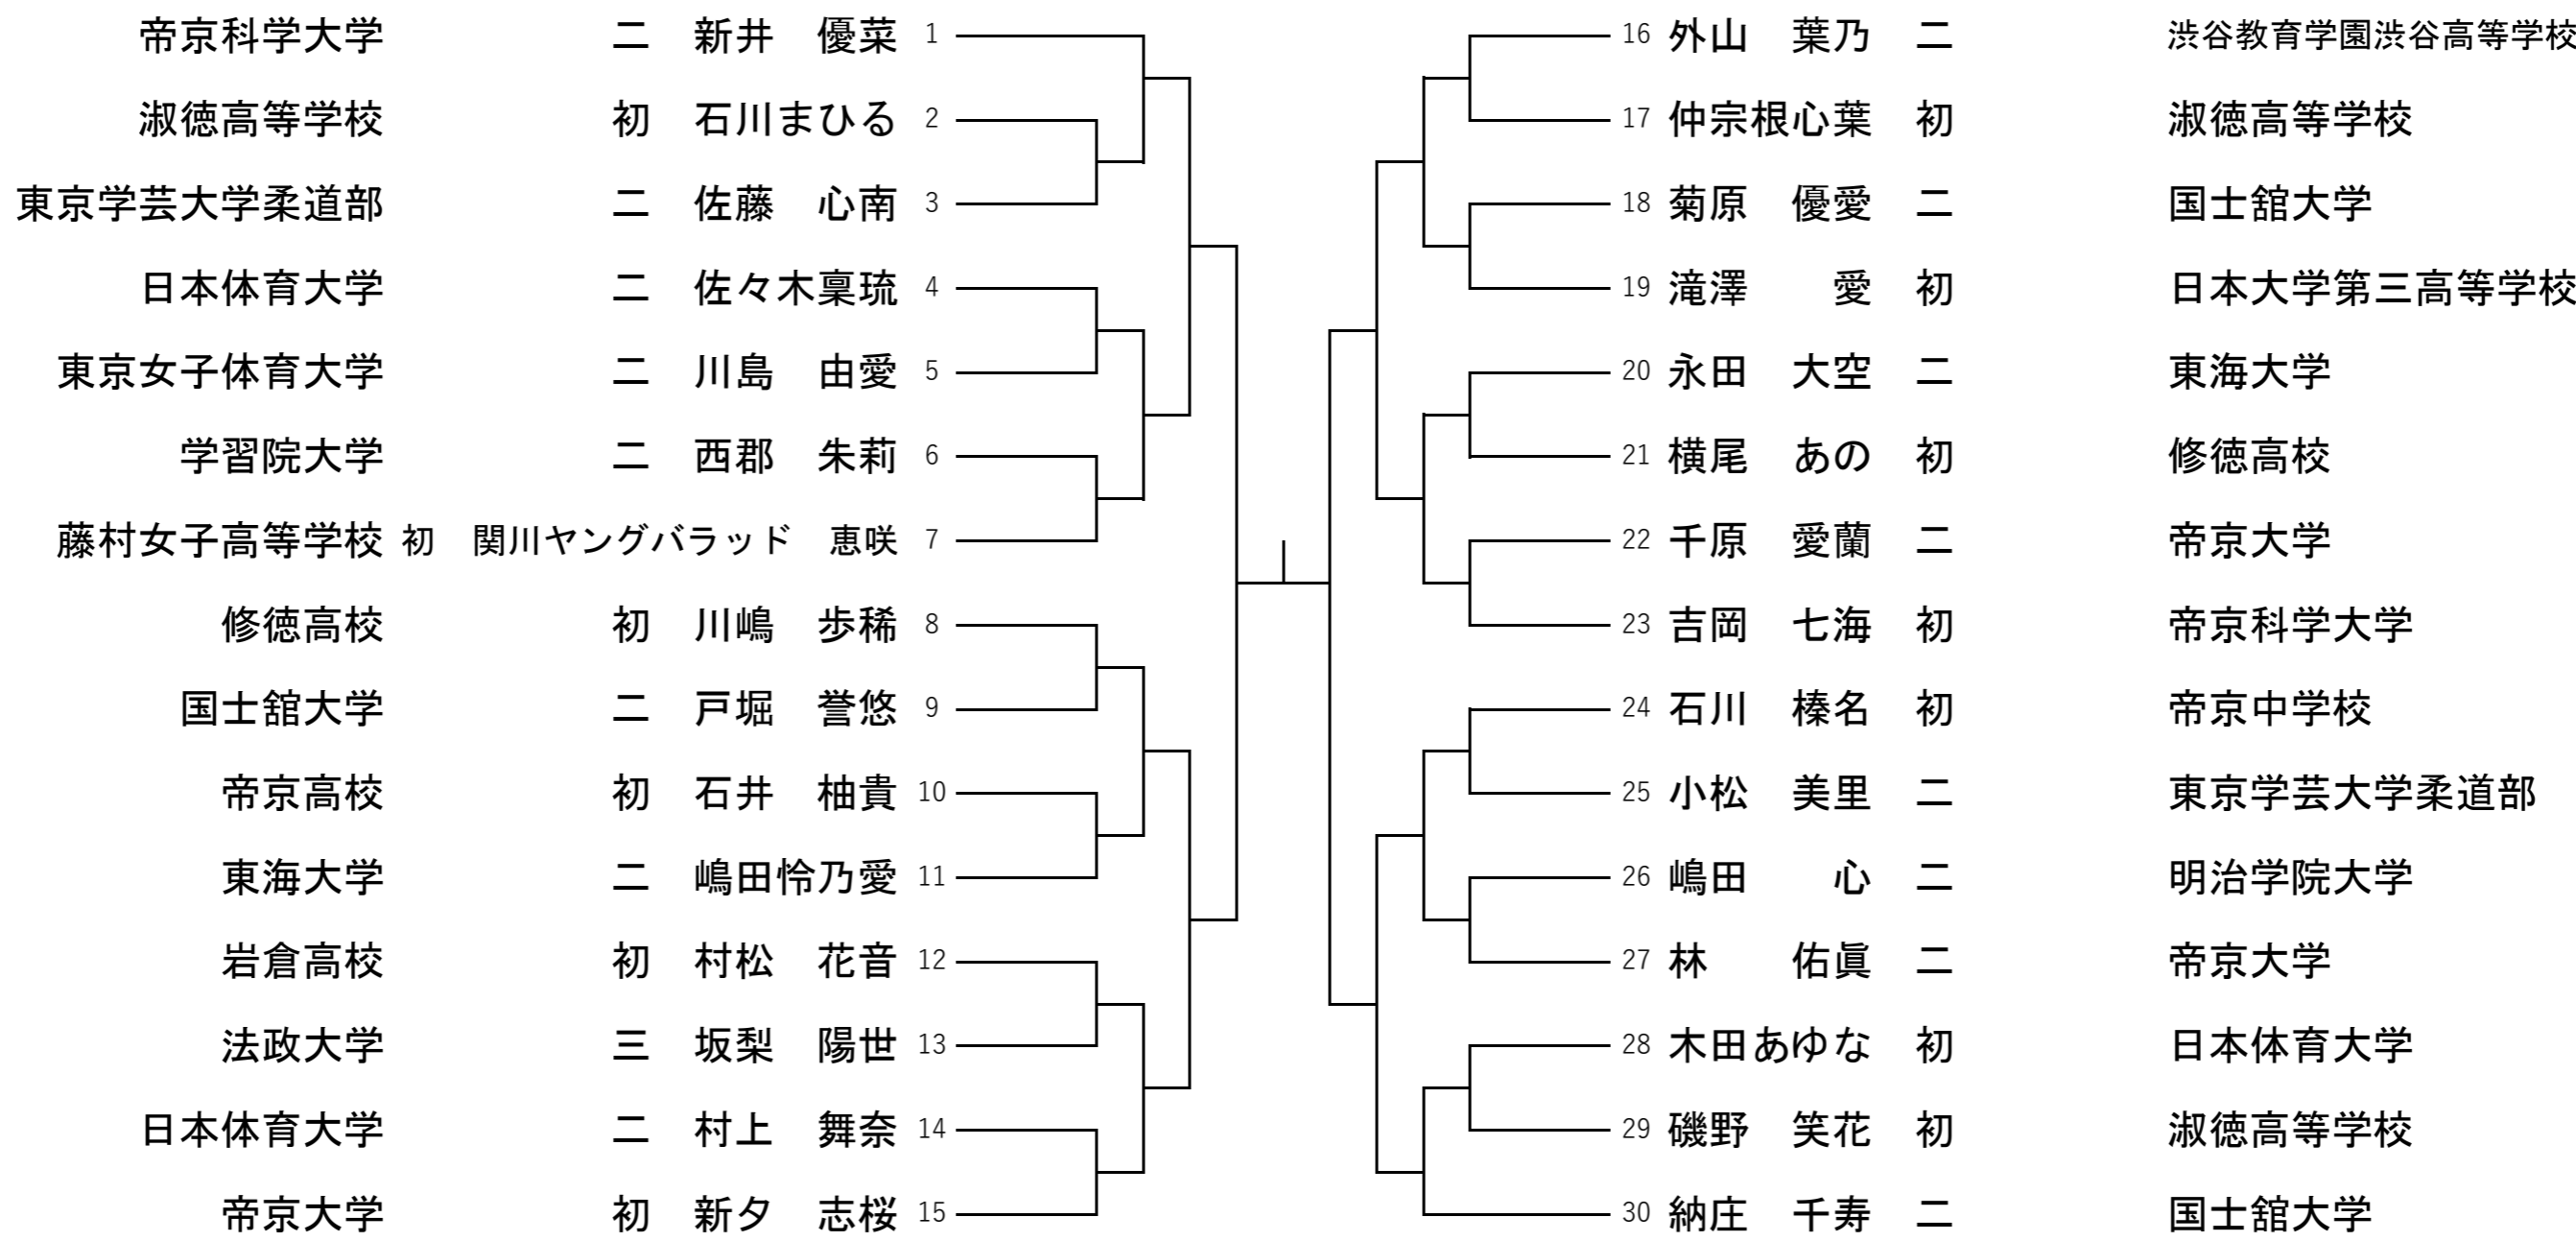 帝京科学大学 二 新井 優菜 1
淑徳高等学校 初 石川まひる 2
東京学芸大学柔道部 二 佐藤 心南 3
日本体育大学 二 佐々木稟琉 4
東京女子体育大学 二 川島 由愛 5
学習院大学 二 西郡 朱莉 6
藤村女子高等学校 初 関川ヤングバラッド 恵咲 7
修徳高校 初 川嶋 歩稀 8
国士舘大学 二 戸堀 誉悠 9
帝京高校 初 石井 柚貴 10
東海大学 二 嶋田怜乃愛 11
岩倉高校 初 村松 花音 12
法政大学 三 坂梨 陽世 13
日本体育大学 二 村上 舞奈 14
帝京大学 初 新夕 志桜 15
16 外山 葉乃 二 渋谷教育学園渋谷高等学校
17 仲宗根心葉 初 淑徳高等学校
18 菊原 優愛 二 国士舘大学
19 滝澤 愛 初 日本大学第三高等学校
20 永田 大空 二 東海大学
21 横尾 あの 初 修徳高校
22 千原 愛蘭 二 帝京大学
23 吉岡 七海 初 帝京科学大学
24 石川 榛名 初 帝京中学校
25 小松 美里 二 東京学芸大学柔道部
26 嶋田 心 二 明治学院大学
27 林 佑眞 二 帝京大学
28 木田あゆな 初 日本体育大学
29 磯野 笑花 初 淑徳高等学校
30 納庄 千寿 二 国士舘大学